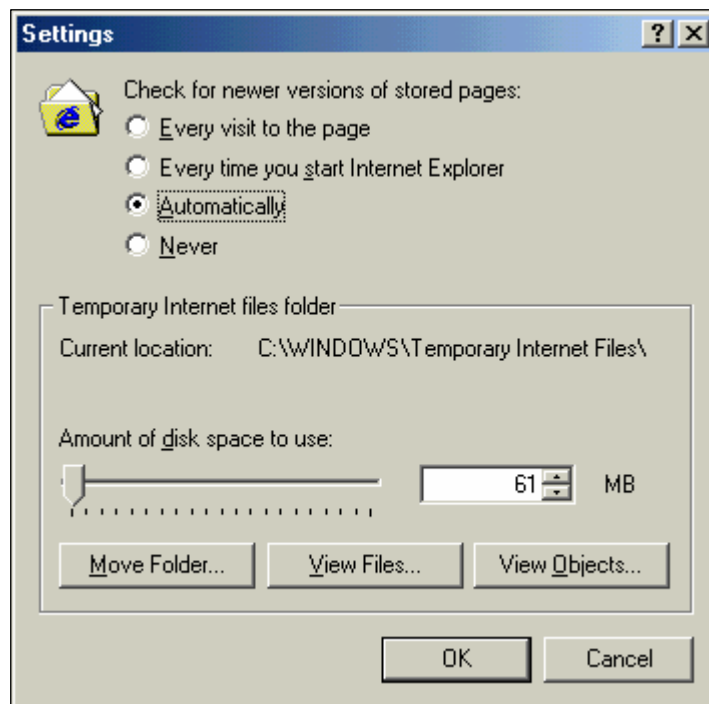 Settings
Check for newer versions of stored pages:
Every visit to the page
Every time you start Internet Explorer
Automatically
Never
Temporary Internet files folder
Current location: C:\WINDOWS\Temporary Internet Files\
Amount of disk space to use:
61 MB
Move Folder... View Files... View Objects...
OK Cancel